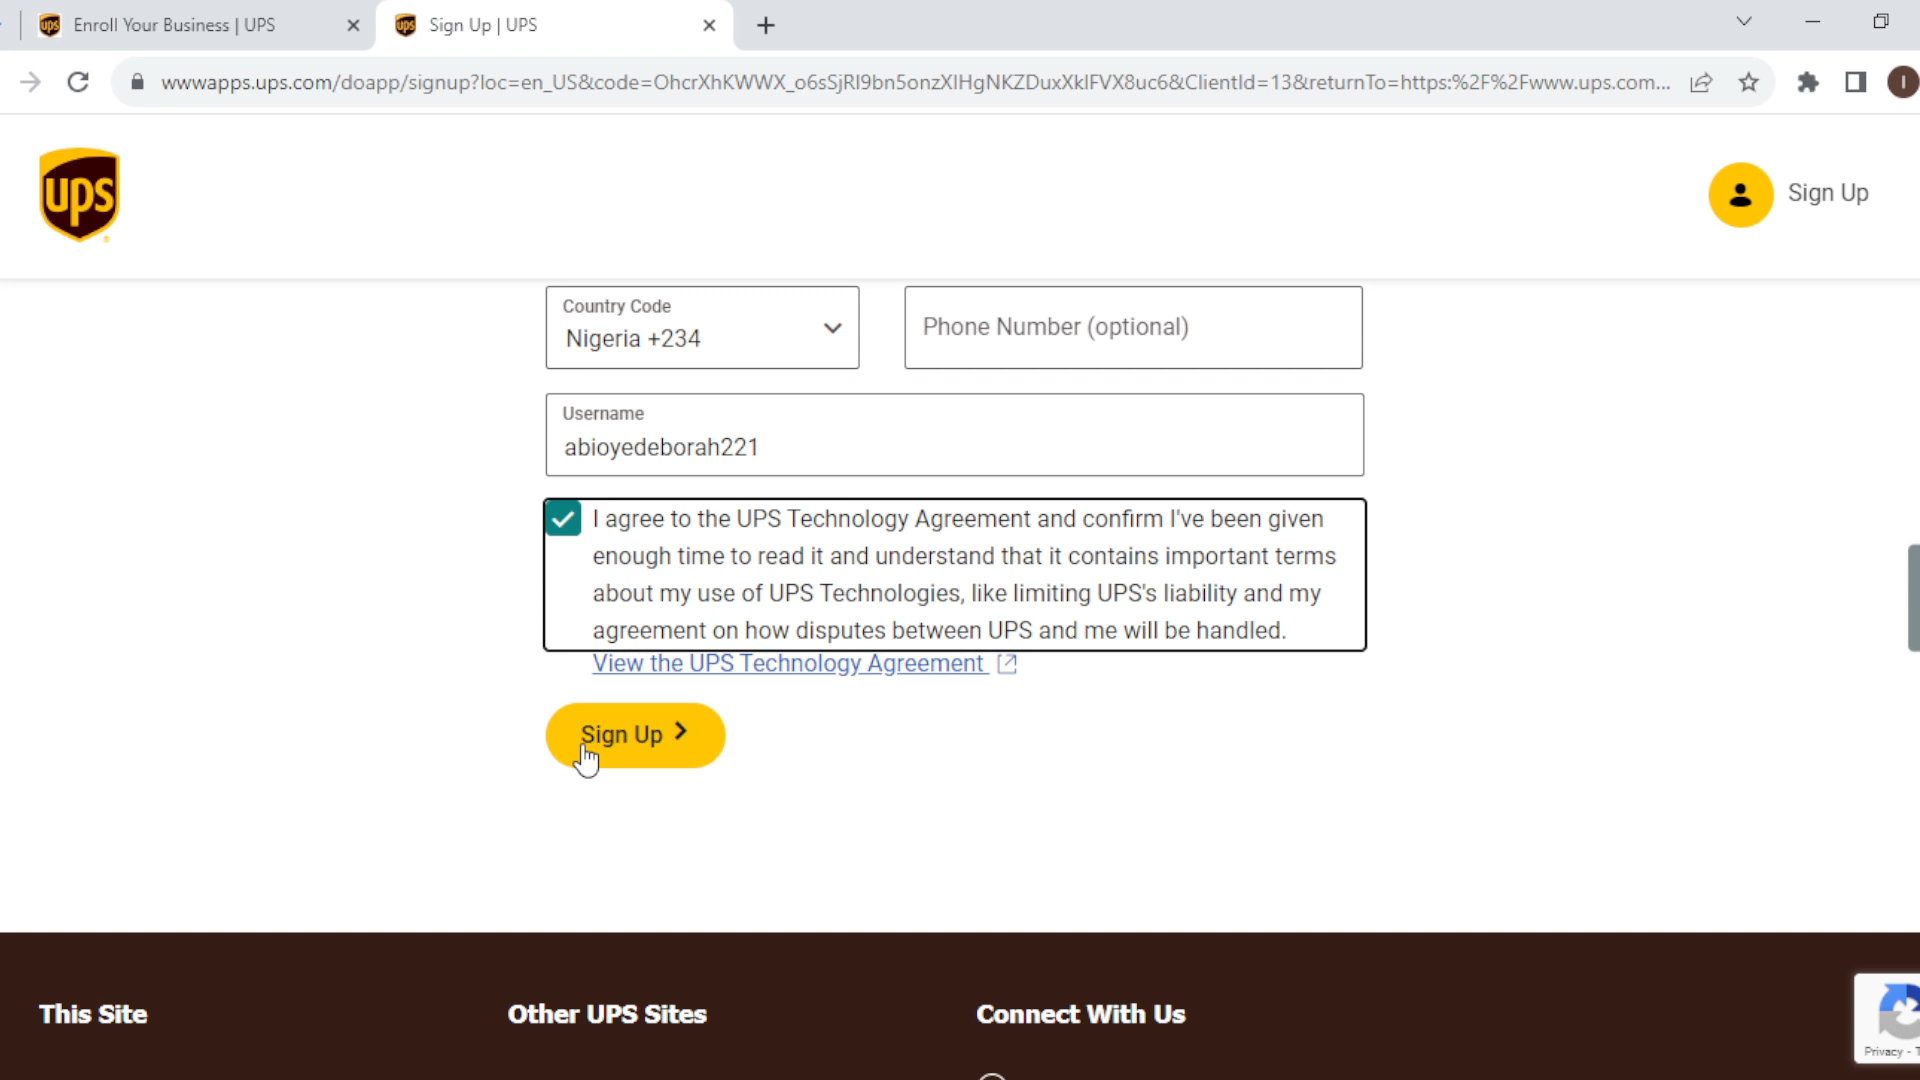 Enroll Your Business | UPS
Sign Up | UPS
wwwapps.ups.com/doapp/signup?loc=en_US&code=OhcrXhKWWX_o6sSjRI9bn5onzXIHgNKZDuxXkIFVX8uc6&ClientId=13&returnTo=https:%2F%2Fwww.ups.com...
I
ups
Sign Up
Country Code
Nigeria +234
Phone Number (optional)
Username
abioyedeborah221
I agree to the UPS Technology Agreement and confirm I've been given
enough time to read it and understand that it contains important terms
about my use of UPS Technologies, like limiting UPS's liability and my
agreement on how disputes between UPS and me will be handled.
View the UPS Technology Agreement
Sign Up
This Site
Other UPS Sites
Connect With Us
Privacy - T